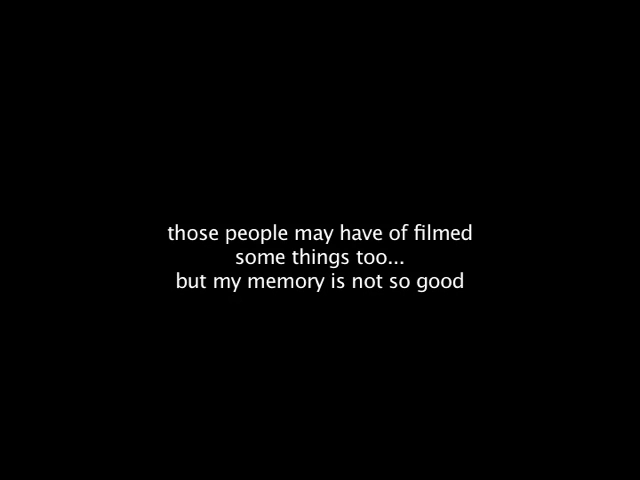 those people may have of filmed
some things too...
but my memory is not so good